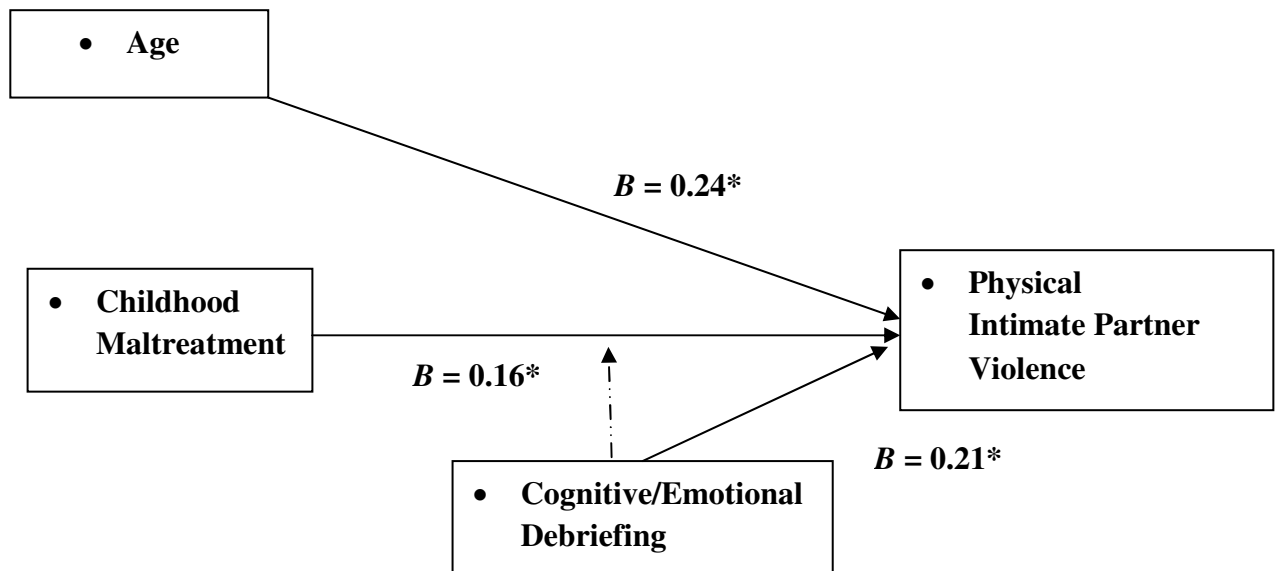 • Age
B = 0.24*
• Childhood
Maltreatment
B = 0.16*
• Physical
Intimate Partner
Violence
B = 0.21*
• Cognitive/Emotional
Debriefing